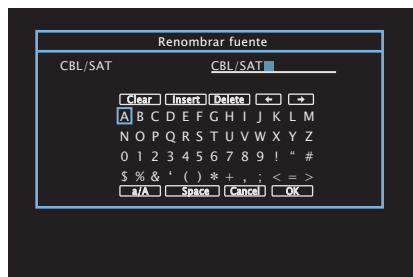 Renombrar fuente
CBL/SAT CBL/SAT
Clear Insert Delete ← →
A B C D E F G H I J K L M
N O P Q R S T U V W X Y Z
0 1 2 3 4 5 6 7 8 9 ! “ #
$ % & ‘ ( ) * + , ; < = >
a/A Space Cancel OK